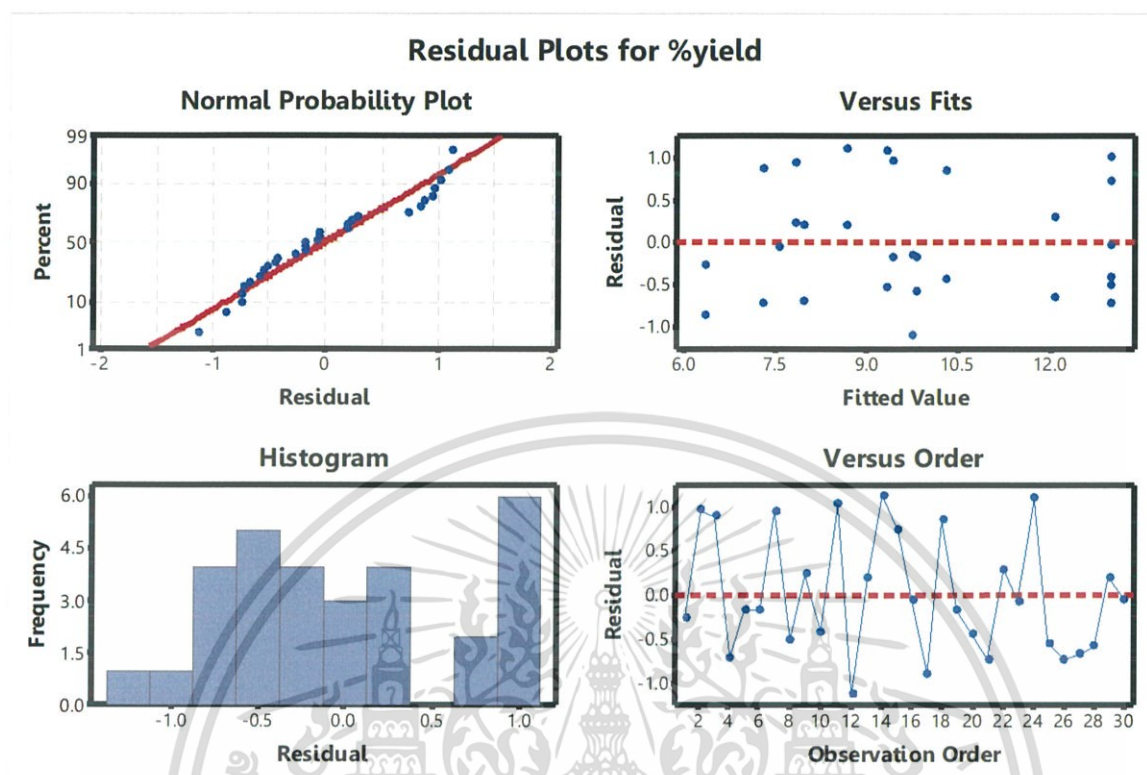 Residual Plots for %yield
Normal Probability Plot
99
90
50
10
1
Percent
-2 -1 0 1 2
Residual
Versus Fits
1.0
0.5
0.0
-0.5
-1.0
Residual
6.0 7.5 9.0 10.5 12.0
Fitted Value
Histogram
6.0
4.5
3.0
1.5
0.0
Frequency
-1.0 -0.5 0.0 0.5 1.0
Residual
Versus Order
1.0
0.5
0.0
-0.5
-1.0
Residual
2 4 6 8 10 12 14 16 18 20 22 24 26 28 30
Observation Order